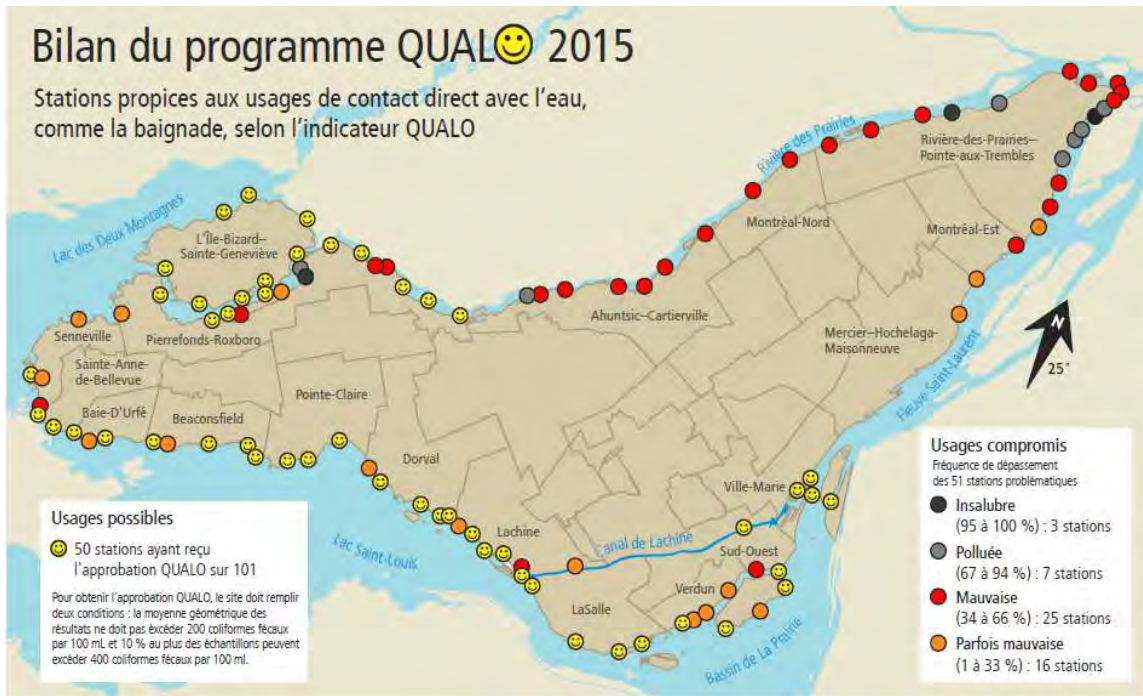 Bilan du programme QUALO 2015
Stations propices aux usages de contact direct avec l'eau,
comme la baignade, selon l'indicateur QUALO
Rivière des Prairies
Rivière-des-Prairies–
Pointe-aux-Trembles
Lac des Deux Montagnes
L'Île-Bizard–
Sainte-Geneviève
Montréal-Nord
Montréal-Est
Senneville
Pierrefonds-Roxboro
Ahuntsic–Cartierville
Mercier–Hochelaga-
Maisonneuve
N
25°
Sainte-Anne-
de-Bellevue
Baie-D'Urfé
Beaconsfield
Pointe-Claire
Fleuve Saint-Laurent
Dorval
Ville-Marie
Lachine
Canal de Lachine
Sud-Ouest
Lac Saint-Louis
Verdun
LaSalle
Bassin de La Prairie
Usages possibles
50 stations ayant reçu
l'approbation QUALO sur 101
Pour obtenir l'approbation QUALO, le site doit remplir
deux conditions : la moyenne géométrique des
résultats ne doit pas éxcéder 200 coliformes fécaux
par 100 mL et 10 % au plus des échantillons peuvent
excéder 400 coliformes fécaux par 100 ml.
Usages compromis
Fréquence de dépassement
des 51 stations problématiques
Insalubre
(95 à 100 %) : 3 stations
Polluée
(67 à 94 %) : 7 stations
Mauvaise
(34 à 66 %) : 25 stations
Parfois mauvaise
(1 à 33 %) : 16 stations